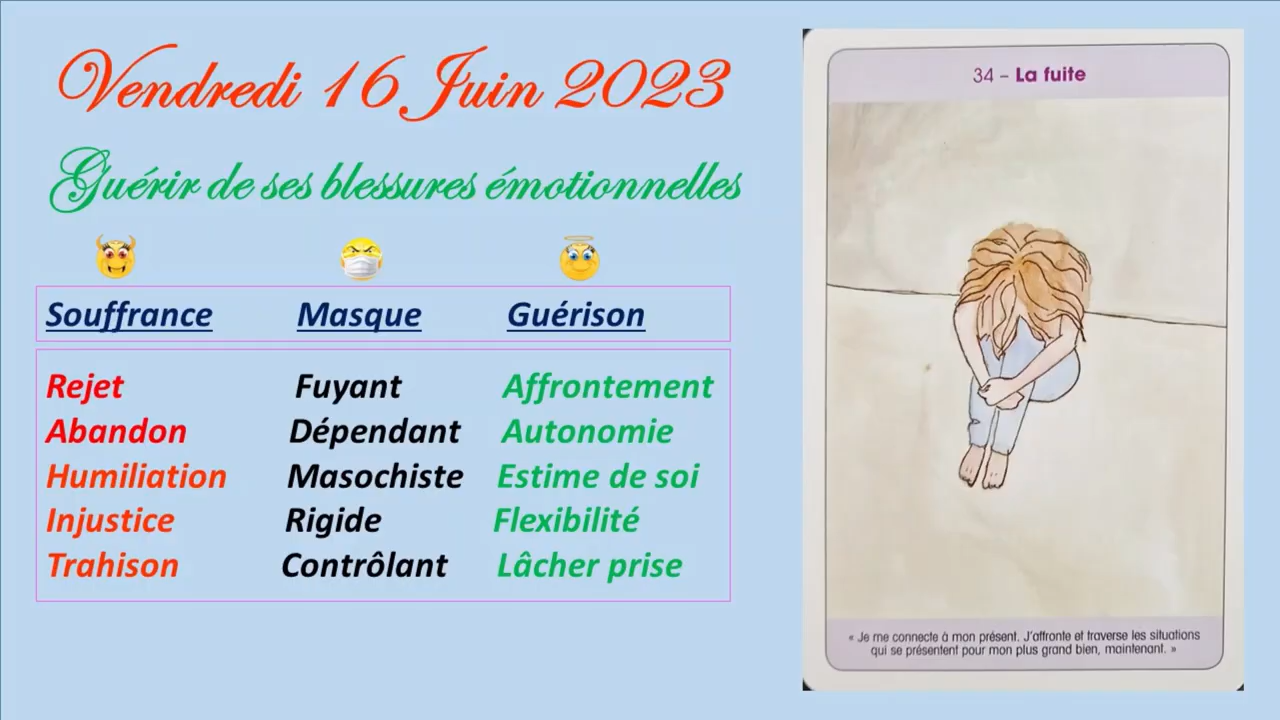 Vendredi 16 Juin 2023
Guérir de ses blessures émotionnelles
Souffrance Masque Guérison
Rejet Fuyant Affrontement
Abandon Dépendant Autonomie
Humiliation Masochiste Estime de soi
Injustice Rigide Flexibilité
Trahison Contrôlant Lâcher prise
34 – La fuite
« Je me connecte à mon présent. J'affronte et traverse les situations
qui se présentent pour mon plus grand bien, maintenant. »